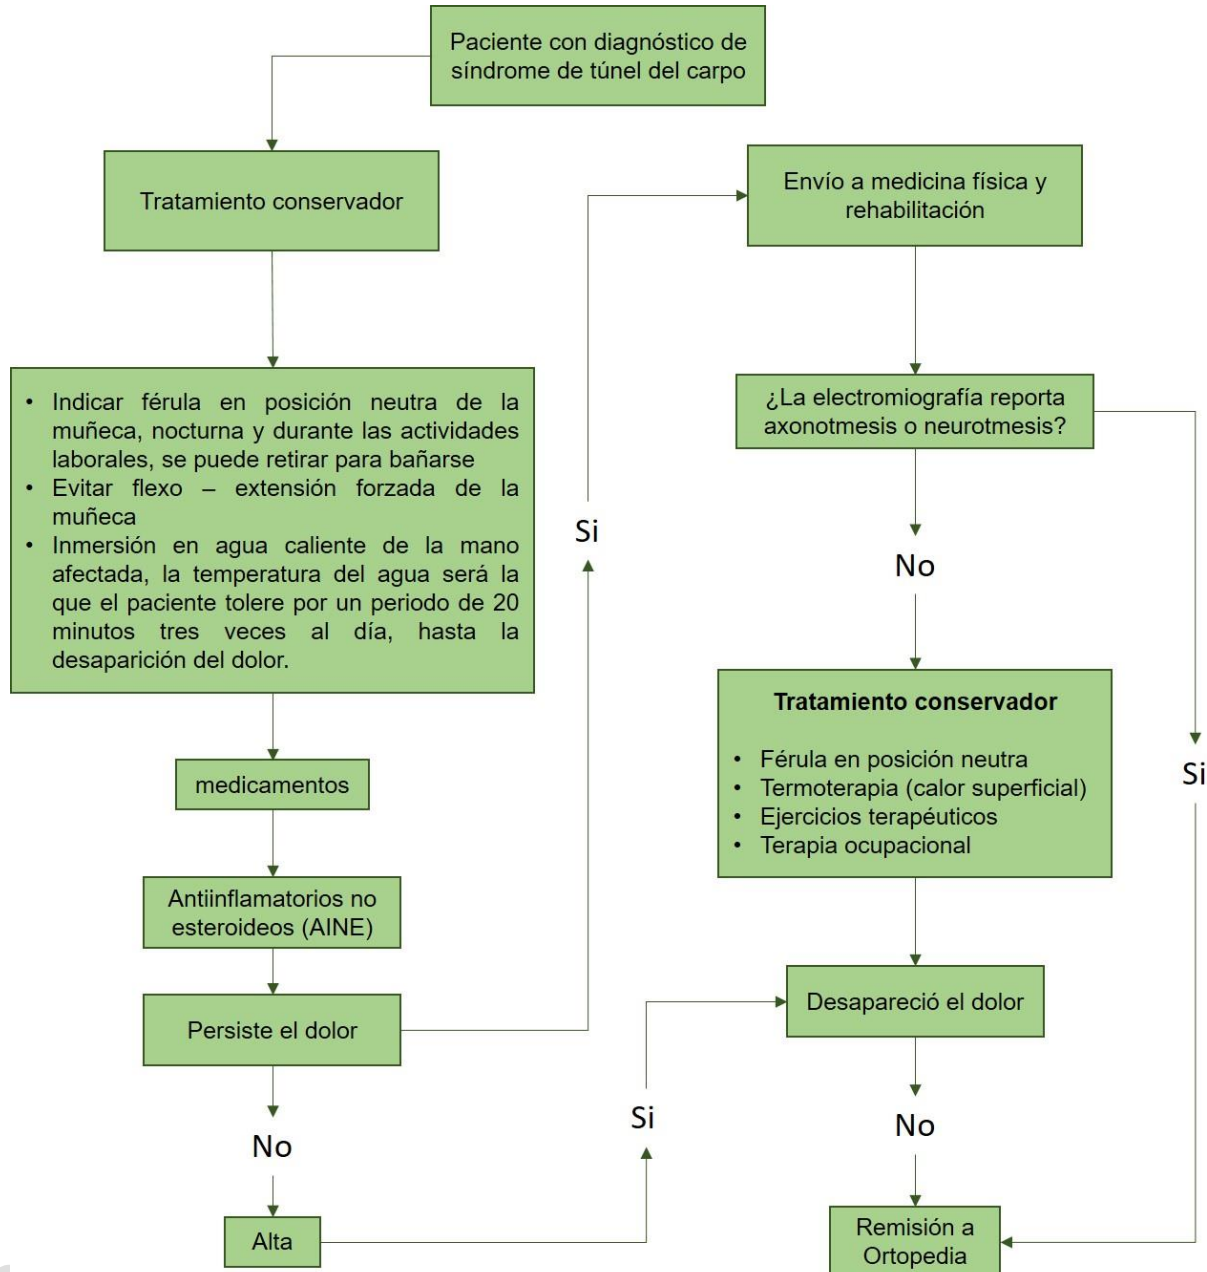 Paciente con diagnóstico de
síndrome de túnel del carpo
Tratamiento conservador
• Indicar férula en posición neutra de la
muñeca, nocturna y durante las actividades
laborales, se puede retirar para bañarse
• Evitar flexo – extensión forzada de la
muñeca
• Inmersión en agua caliente de la mano
afectada, la temperatura del agua será la
que el paciente tolere por un periodo de 20
minutos tres veces al día, hasta la
desaparición del dolor.
medicamentos
Antiinflamatorios no
esteroideos (AINE)
Persiste el dolor
No
Alta
Si
Envío a medicina física y
rehabilitación
¿La electromiografía reporta
axonotmesis o neurotmesis?
No
Si
Tratamiento conservador
• Férula en posición neutra
• Termoterapia (calor superficial)
• Ejercicios terapéuticos
• Terapia ocupacional
Desapareció el dolor
Si
No
Remisión a
Ortopedia